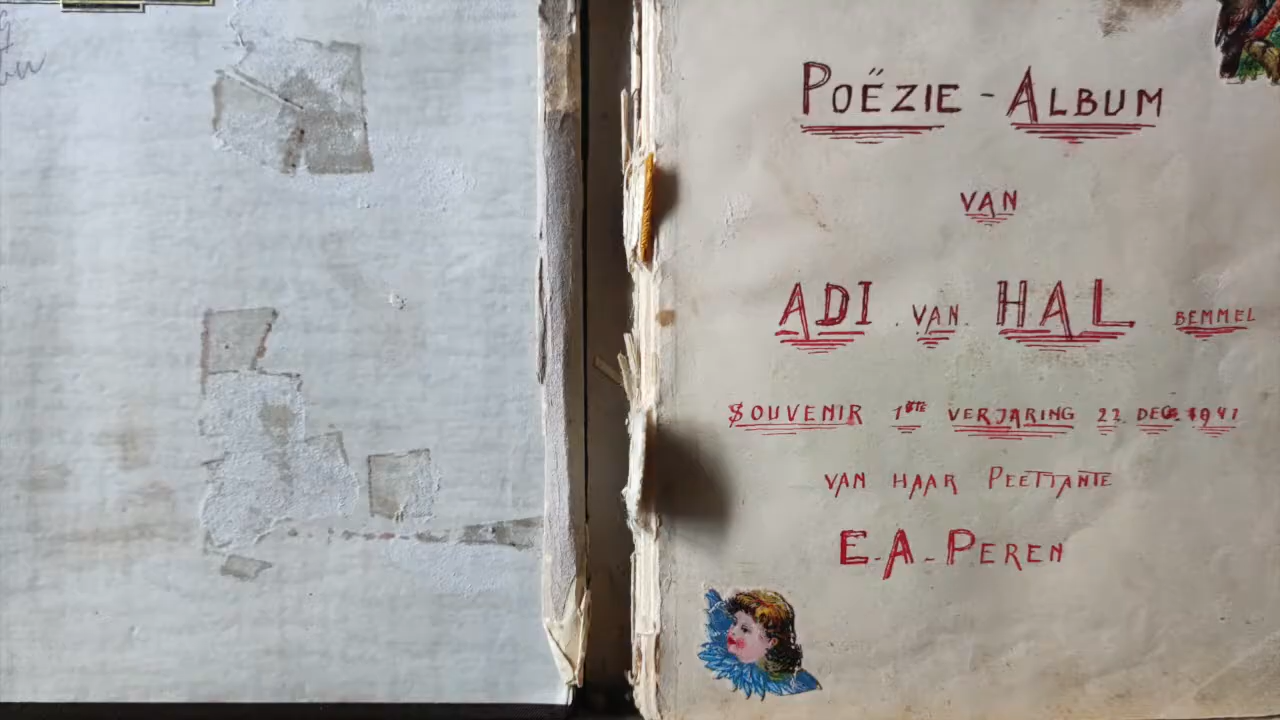 POËZIE - ALBUM
VAN
ADI . VAN . HAL BEMMEL
SOUVENIR 1STE VERJARING 22 DEC. 1941
VAN HAAR PEETTANTE
E. A. PEREN